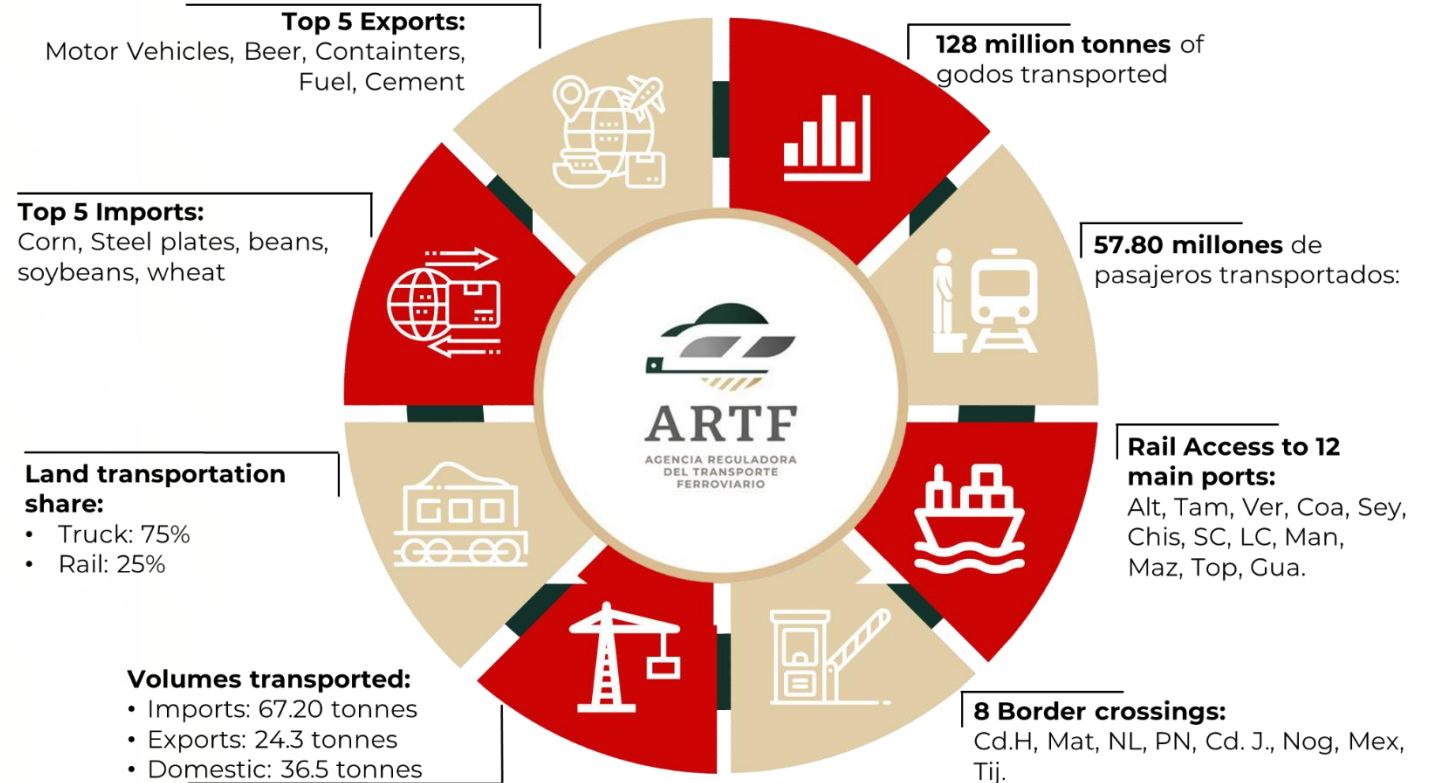 Top 5 Exports:
Motor Vehicles, Beer, Containters,
Fuel, Cement
128 million tonnes of
godos transported
Top 5 Imports:
Corn, Steel plates, beans,
soybeans, wheat
57.80 millones de
pasajeros transportados:
ARTF
AGENCIA REGULADORA
DEL TRANSPORTE
FERROVIARIO
Land transportation
share:
• Truck: 75%
• Rail: 25%
Rail Access to 12
main ports:
Alt, Tam, Ver, Coa, Sey,
Chis, SC, LC, Man,
Maz, Top, Gua.
Volumes transported:
• Imports: 67.20 tonnes
• Exports: 24.3 tonnes
• Domestic: 36.5 tonnes
8 Border crossings:
Cd.H, Mat, NL, PN, Cd. J., Nog, Mex,
Tij.